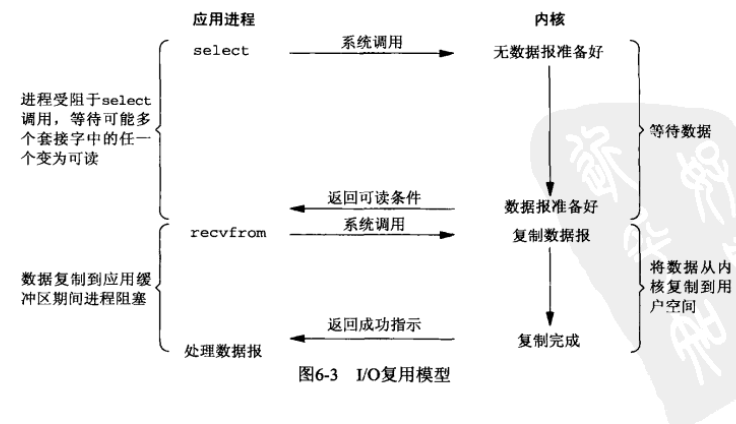 应用进程
内核
select
系统调用
无数据报准备好
进程受阻于select
调用，等待可能多
个套接字中的任一
个变为可读
等待数据
返回可读条件
数据报准备好
recvfrom
系统调用
复制数据报
数据复制到应用缓
冲区期间进程阻塞
将数据从内
核复制到用
户空间
返回成功指示
处理数据报
复制完成
图6-3 I/O复用模型